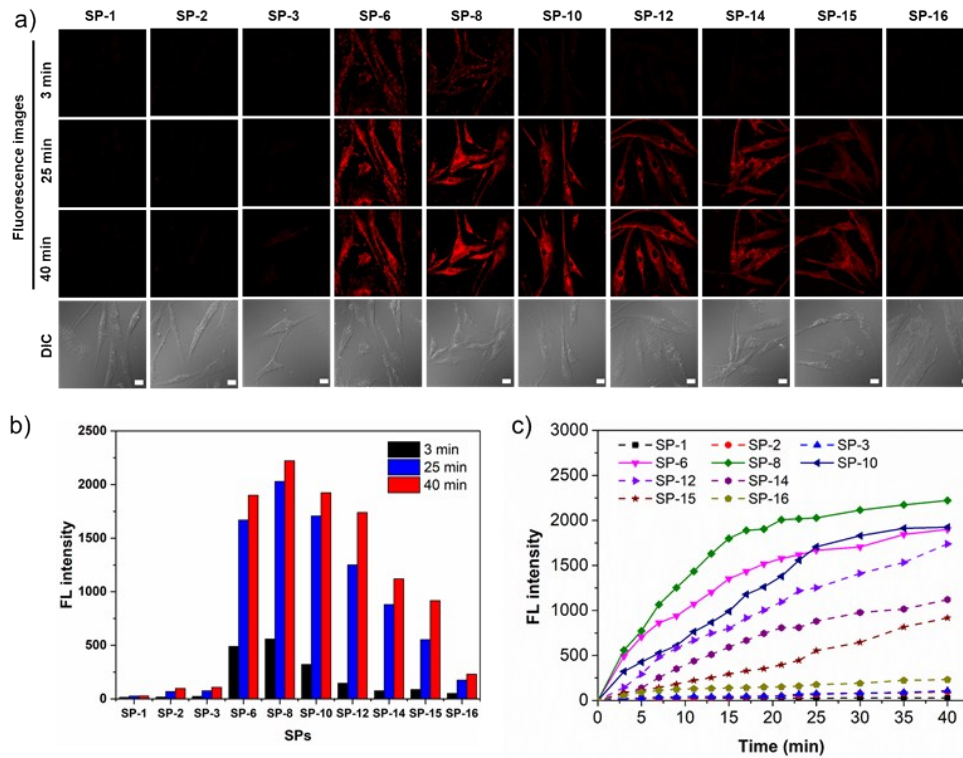 a)
SP-1 SP-2 SP-3 SP-6 SP-8 SP-10 SP-12 SP-14 SP-15 SP-16
Fluorescence images
3 min
25 min
40 min
DIC
b)
FL intensity
2500
2000
1500
1000
500
0
3 min
25 min
40 min
SP-1 SP-2 SP-3 SP-6 SP-8 SP-10 SP-12 SP-14 SP-15 SP-16
SPs
c)
FL intensity
3000
2500
2000
1500
1000
500
0
SP-1 SP-2 SP-3
SP-6 SP-8 SP-10
SP-12 SP-14
SP-15 SP-16
0 5 10 15 20 25 30 35 40
Time (min)